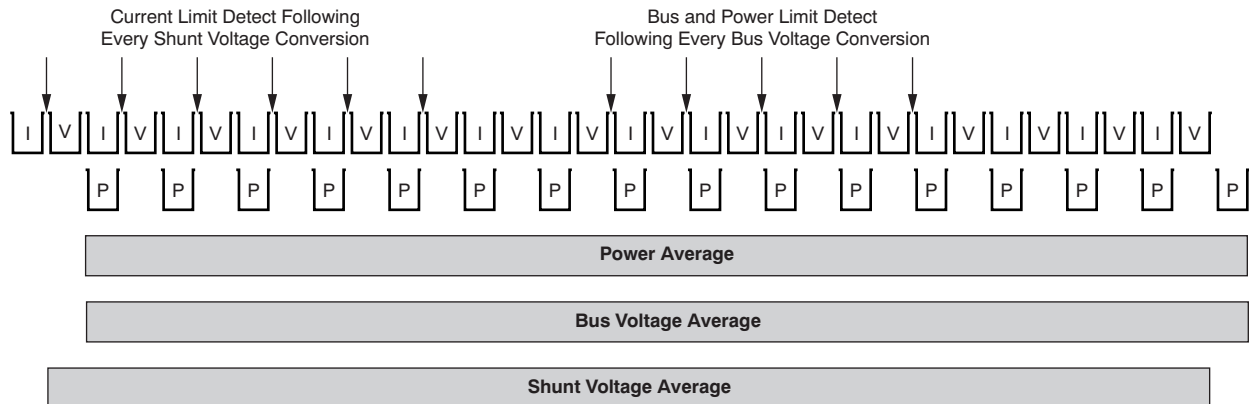 Current Limit Detect Following
Every Shunt Voltage Conversion
Bus and Power Limit Detect
Following Every Bus Voltage Conversion
I V I V I V I V I V I V I V I V I V I V I V I V I V I V I V I V
P P P P P P P P P P P P P P P P
Power Average
Bus Voltage Average
Shunt Voltage Average